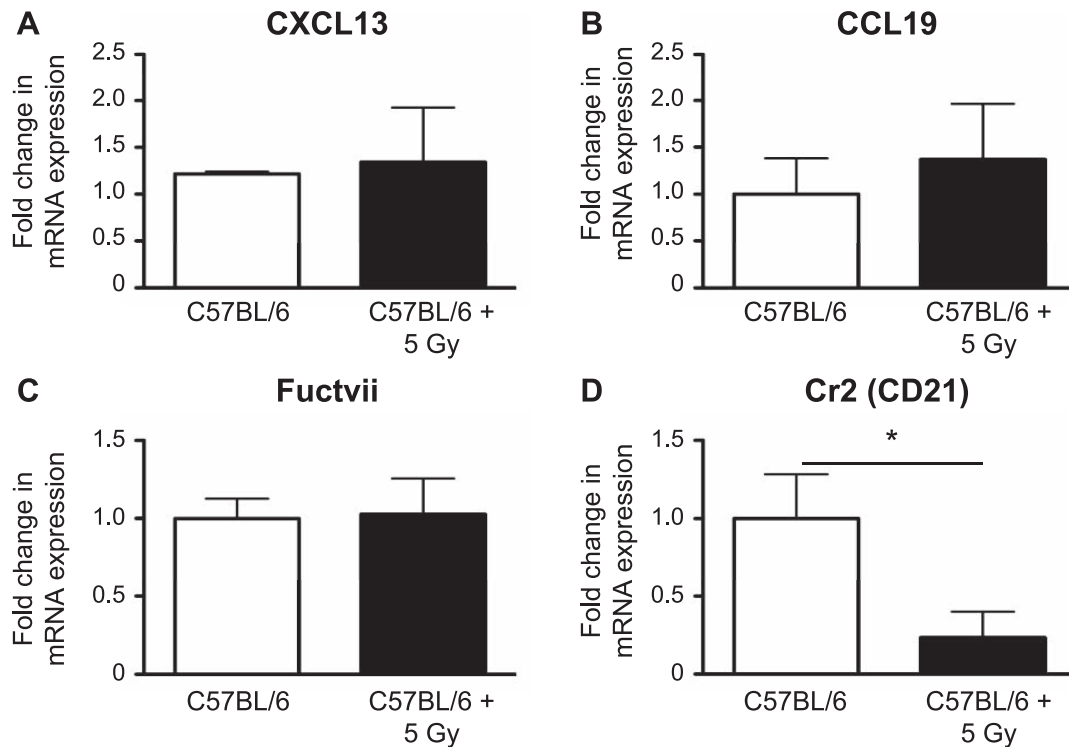 A
CXCL13
Fold change in
mRNA expression
2.5
2.0
1.5
1.0
0.5
0
C57BL/6
C57BL/6 +
5 Gy
B
CCL19
Fold change in
mRNA expression
2.5
2.0
1.5
1.0
0.5
0
C57BL/6
C57BL/6 +
5 Gy
C
Fuctvii
Fold change in
mRNA expression
1.5
1.0
0.5
0
C57BL/6
C57BL/6 +
5 Gy
D
Cr2 (CD21)
Fold change in
mRNA expression
1.5
1.0
0.5
0
*
C57BL/6
C57BL/6 +
5 Gy